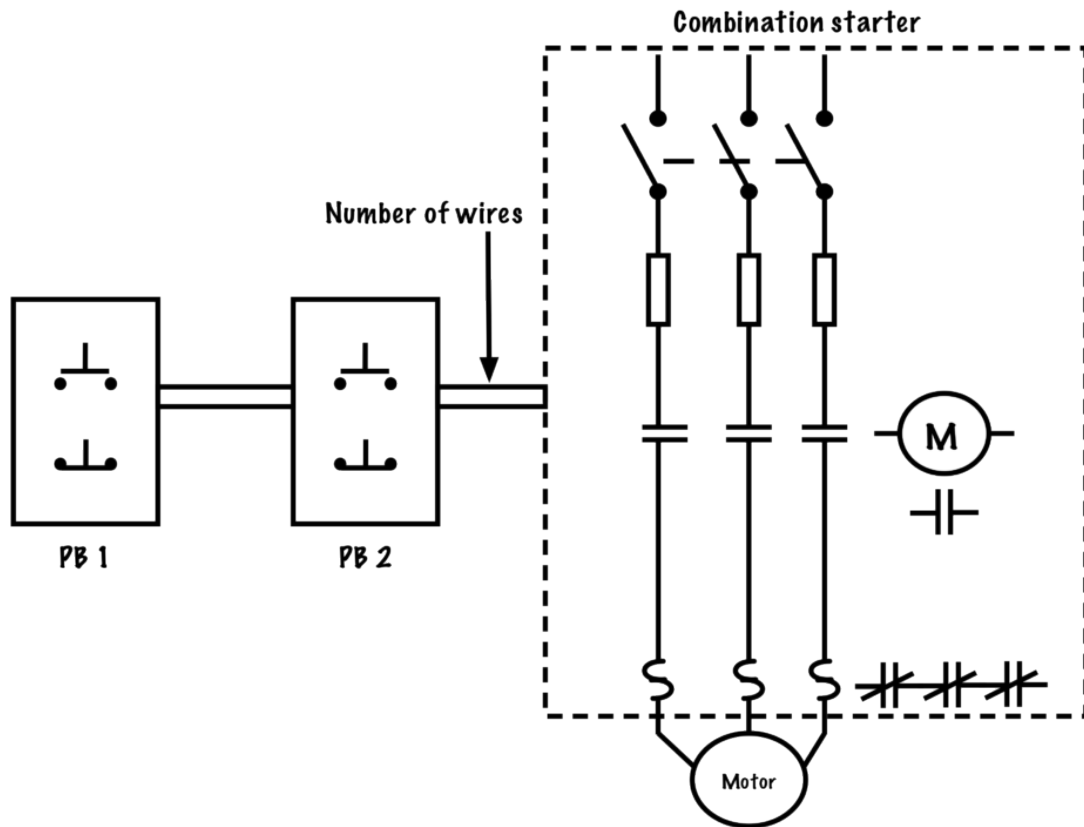 Combination starter
Number of wires
M
PB 1
PB 2
Motor